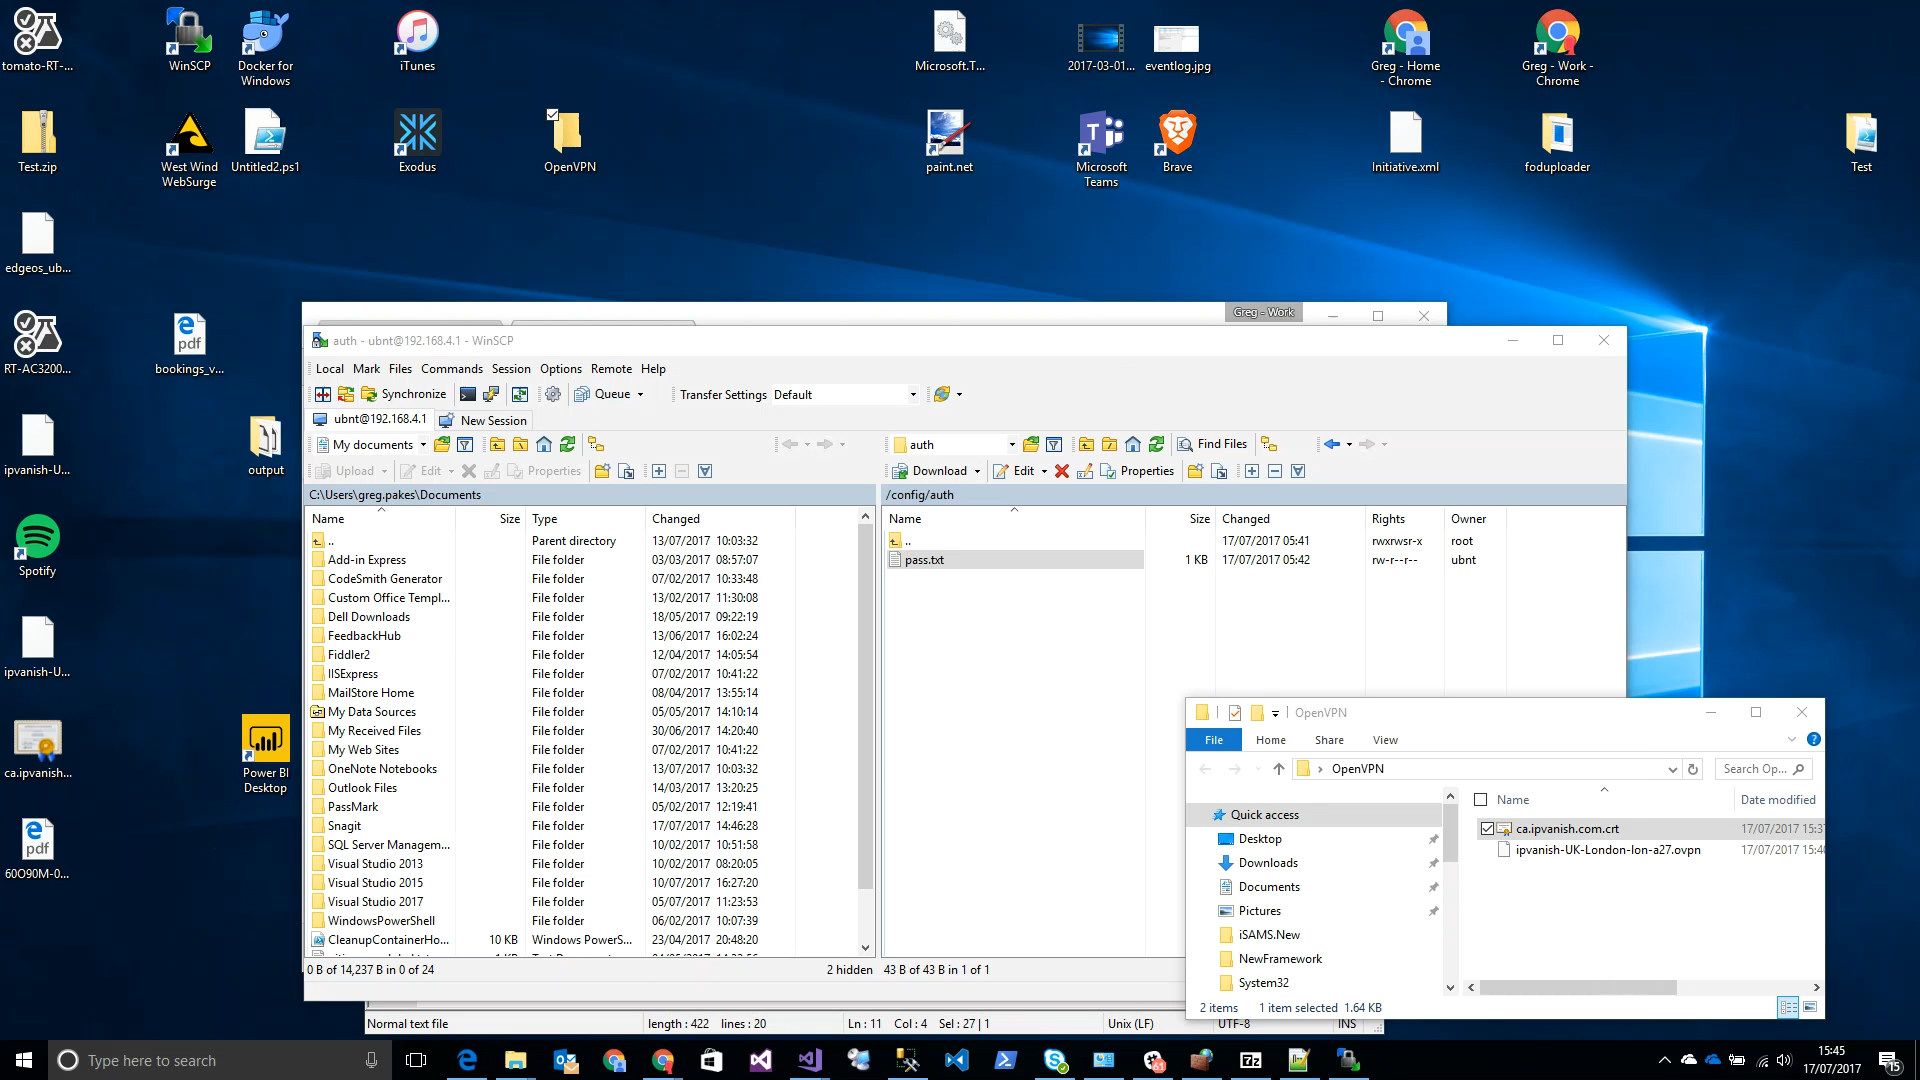 tomato-RT-...
WinSCP
Docker for
Windows
iTunes
Microsoft.T...
2017-03-01...
eventlog.jpg
Greg - Home
- Chrome
Greg - Work -
Chrome
Test.zip
West Wind
WebSurge
Untitled2.ps1
Exodus
OpenVPN
paint.net
Microsoft
Teams
Brave
Initiative.xml
foduploader
Test
edgeos_ub...
RT-AC3200...
pdf
bookings_v...
ipvanish-U...
output
Spotify
ipvanish-U...
ca.ipvanish...
Power BI
Desktop
pdf
60O90M-0...
Greg - Work
auth - ubnt@192.168.4.1 - WinSCP
Local Mark Files Commands Session Options Remote Help
Synchronize Queue Transfer Settings Default
ubnt@192.168.4.1 New Session
My documents auth Find Files
Upload Edit Properties Download Edit Properties
C:\Users\greg.pakes\Documents /config/auth
Name Size Type Changed Name Size Changed Rights Owner
.. Parent directory 13/07/2017 10:03:32 .. 17/07/2017 05:41 rwxrwsr-x root
Add-in Express File folder 03/03/2017 08:57:07 pass.txt 1 KB 17/07/2017 05:42 rw-r--r-- ubnt
CodeSmith Generator File folder 07/02/2017 10:33:48
Custom Office Templ... File folder 13/02/2017 11:30:08
Dell Downloads File folder 18/05/2017 09:22:19
FeedbackHub File folder 13/06/2017 16:02:24
Fiddler2 File folder 12/04/2017 14:05:54
IISExpress File folder 07/02/2017 10:41:22
MailStore Home File folder 08/04/2017 13:55:14
My Data Sources File folder 05/05/2017 14:10:14
My Received Files File folder 30/06/2017 14:20:40
My Web Sites File folder 07/02/2017 10:41:22
OneNote Notebooks File folder 13/07/2017 10:03:32
Outlook Files File folder 14/03/2017 13:20:25
PassMark File folder 05/02/2017 12:19:41
Snagit File folder 17/07/2017 14:46:28
SQL Server Managem... File folder 10/02/2017 10:51:58
Visual Studio 2013 File folder 10/02/2017 08:20:05
Visual Studio 2015 File folder 10/07/2017 16:27:20
Visual Studio 2017 File folder 05/07/2017 11:23:53
WindowsPowerShell File folder 06/02/2017 10:07:39
CleanupContainerHo... 10 KB Windows PowerS... 23/04/2017 20:48:20
0 B of 14,237 B in 0 of 24 2 hidden 43 B of 43 B in 1 of 1
OpenVPN
File Home Share View
OpenVPN Search Op...
Name Date modified
Quick access
Desktop
Downloads
Documents
Pictures
iSAMS.New
NewFramework
System32
ca.ipvanish.com.crt 17/07/2017 15:3
ipvanish-UK-London-lon-a27.ovpn 17/07/2017 15:4
2 items 1 item selected 1.64 KB
Normal text file length : 422 lines : 20 Ln : 11 Col : 4 Sel : 27 | 1 Unix (LF) UTF-8 INS
Type here to search
61
7z
15:45
17/07/2017
15